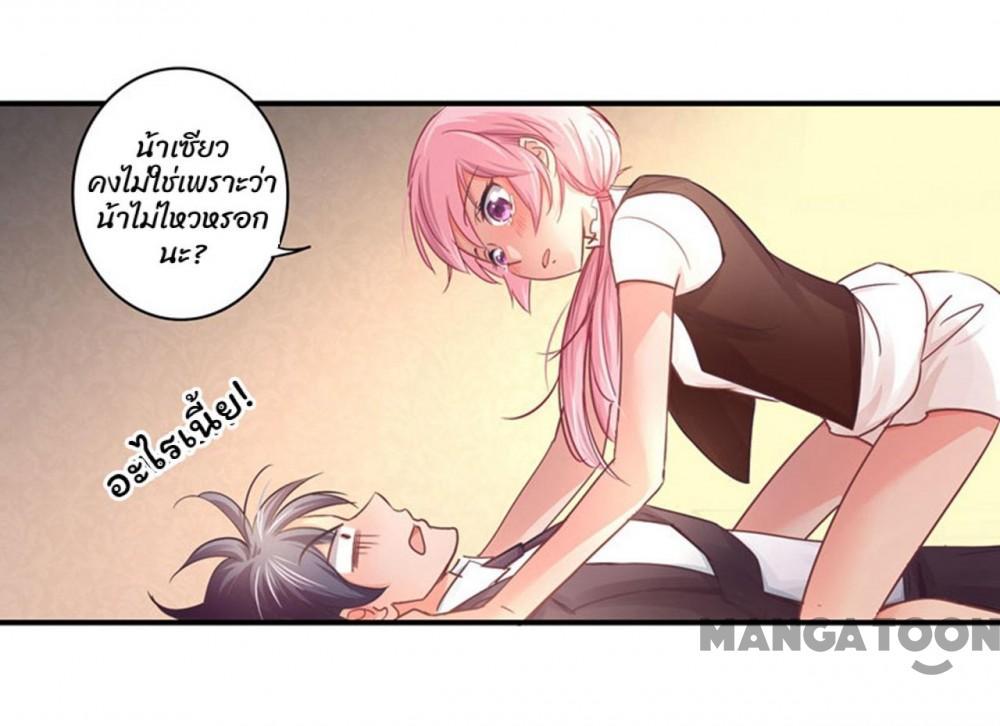 น้าเซียว
คงไม่ใช่เพราะว่า
น้าไม่ไหวหรอก
นะ?
อะไรเนี้ย!
MANGA TOON